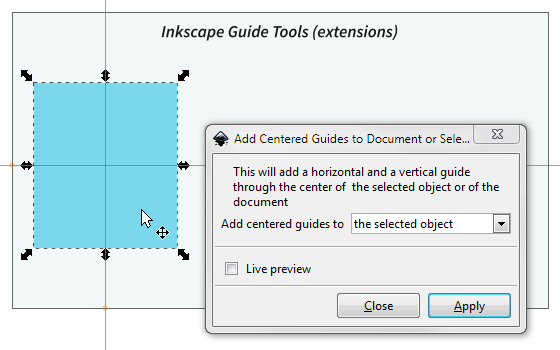 Inkscape Guide Tools (extensions)
Add Centered Guides to Document or Sele...
This will add a horizontal and a vertical guide
through the center of  the selected object or of the
document
Add centered guides to the selected object
Live preview
Close Apply